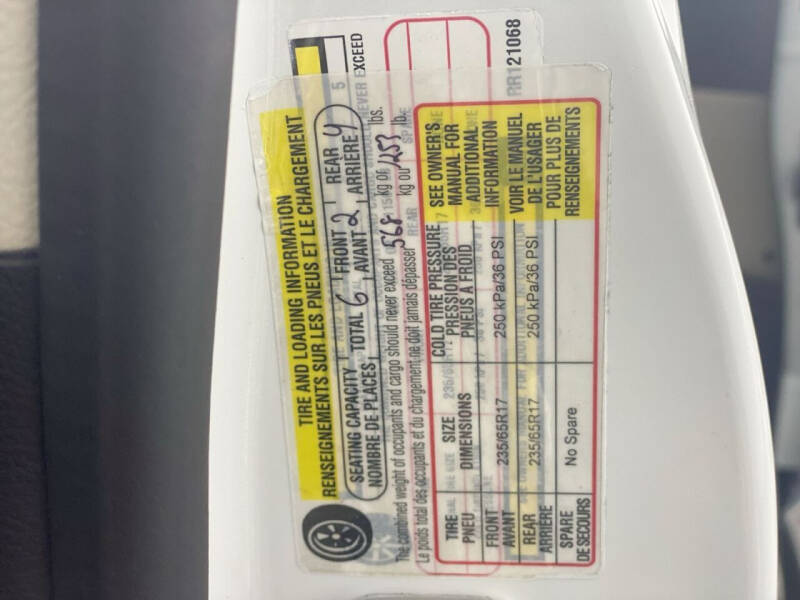 TIRE AND LOADING INFORMATION
RENSEIGNEMENTS SUR LES PNEUS ET LE CHARGEMENT
SEATING CAPACITY TOTAL 6 FRONT 2 REAR 4
NOMBRE DE PLACES AVANT ARRIÈRE
The combined weight of occupants and cargo should never exceed 568 kg or 1253 lbs.
Le poids total des occupants et du chargement ne doit jamais dépasser kg ou lb.
TIRE SIZE COLD TIRE PRESSURE SEE OWNER'S
PNEU DIMENSIONS PRESSION DES MANUAL FOR
PNEUS A FROID ADDITIONAL
FRONT 235/65R17 250 kPa/36 PSI INFORMATION
AVANT
REAR 235/65R17 250 kPa/36 PSI VOIR LE MANUEL
ARRIÈRE DE L'USAGER
SPARE No Spare POUR PLUS DE
DE SECOURS RENSEIGNEMENTS
NEVER EXCEED
5
RR121068